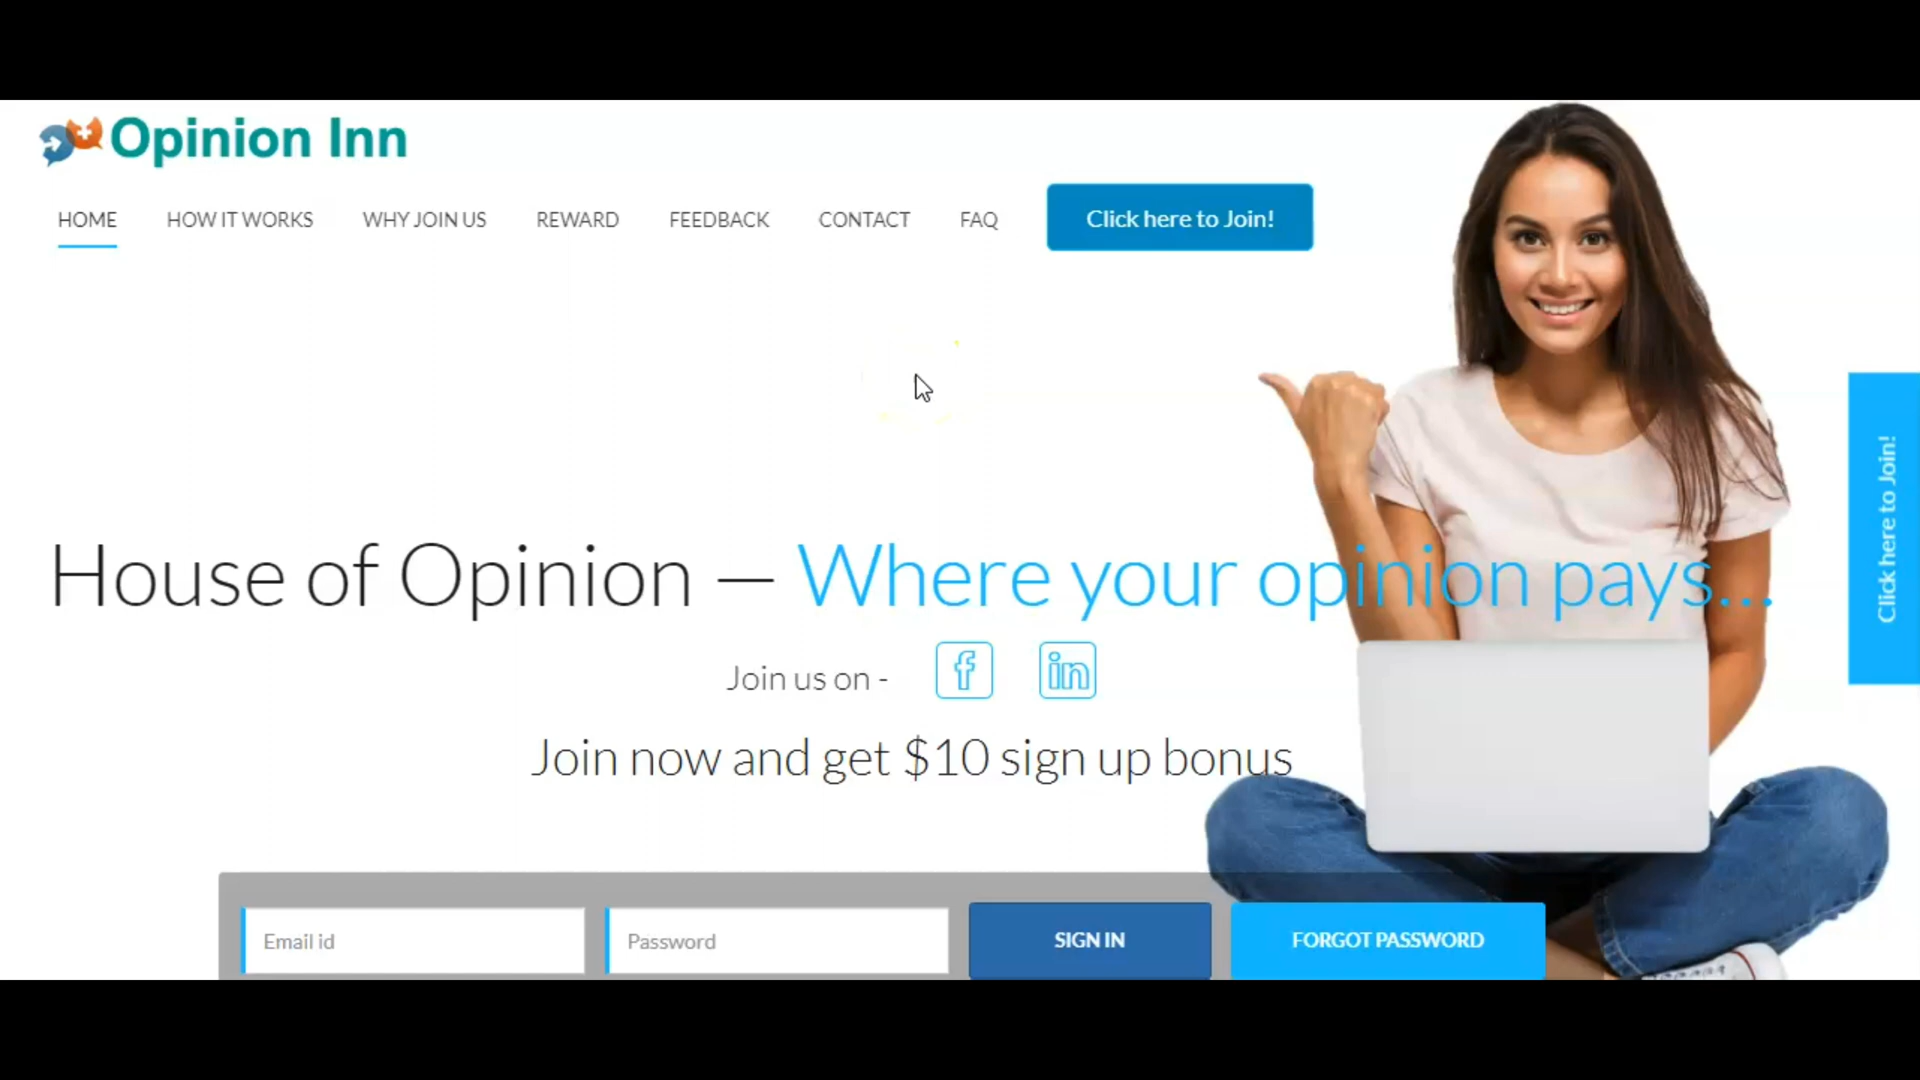 Opinion Inn
HOME HOW IT WORKS WHY JOIN US REWARD FEEDBACK CONTACT FAQ Click here to Join!
Click here to Join!
House of Opinion — Where your opinion pays...
Join us on - f in
Join now and get $10 sign up bonus
Email id Password SIGN IN FORGOT PASSWORD